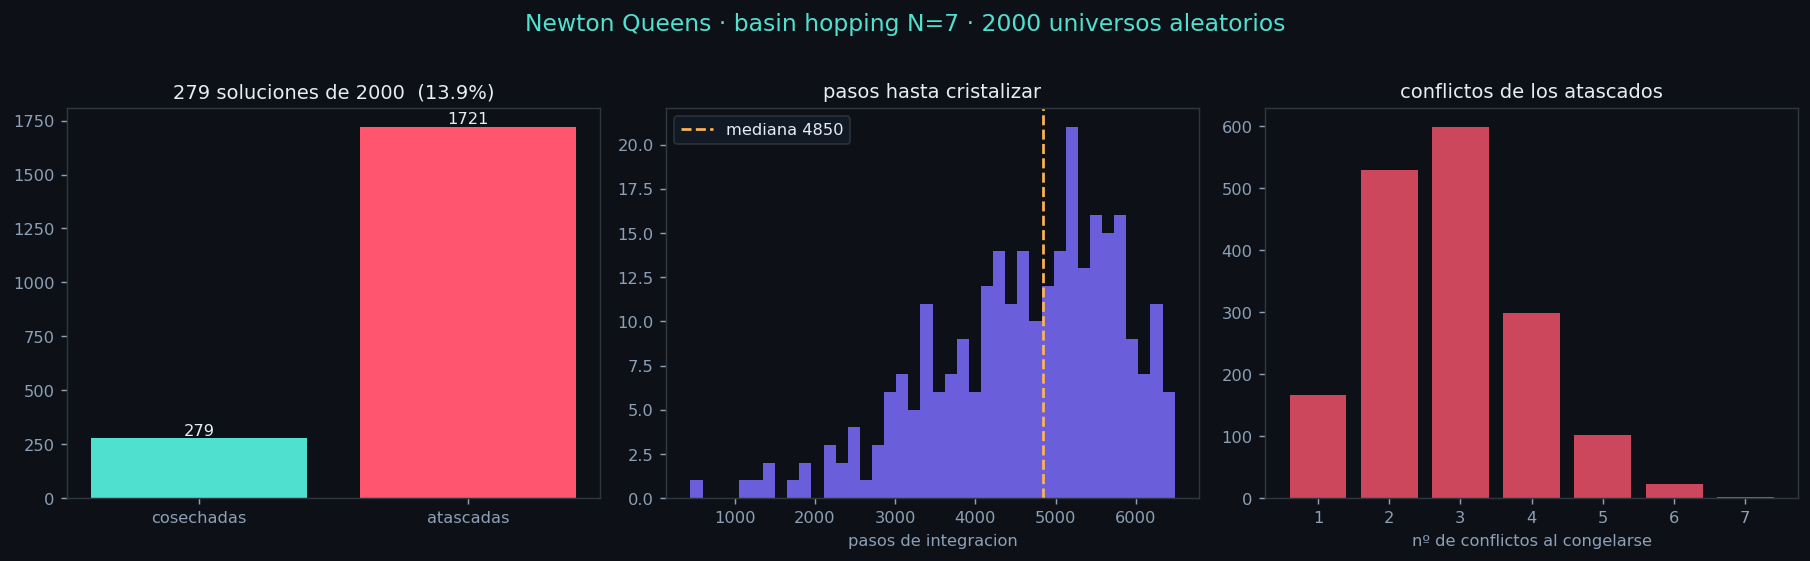 Newton Queens · basin hopping N=7 · 2000 universos aleatorios
279 soluciones de 2000 (13.9%)
1750
1500
1250
1000
750
500
250
0
1721
279
cosechadas
atascadas
pasos hasta cristalizar
mediana 4850
20.0
17.5
15.0
12.5
10.0
7.5
5.0
2.5
0.0
1000 2000 3000 4000 5000 6000
pasos de integracion
conflictos de los atascados
600
500
400
300
200
100
0
1 2 3 4 5 6 7
nº de conflictos al congelarse